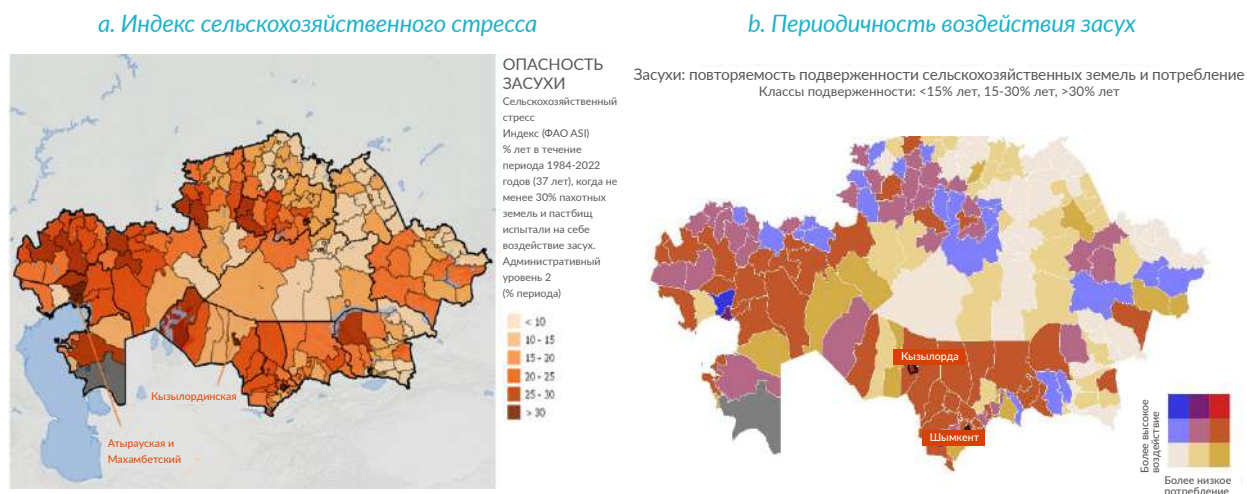 a. Индекс сельскохозяйственного стресса
ОПАСНОСТЬ
ЗАСУХИ
Сельскохозяйственный
стресс
Индекс (ФАО ASI)
% лет в течение
периода 1984-2022
годов (37 лет), когда не
менее 30% пахотных
земель и пастбищ
испытали на себе
воздействие засух.
Административный
уровень 2
(% периода)
< 10
10 - 15
15 - 20
20 - 25
25 - 30
> 30
Кызылординская
Атырауская и
Махамбетский
b. Периодичность воздействия засух
Засухи: повторяемость подверженности сельскохозяйственных земель и потребление
Классы подверженности: <15% лет, 15-30% лет, >30% лет
Кызылорда
Шымкент
Более высокое
воздействие
Более низкое
потребление